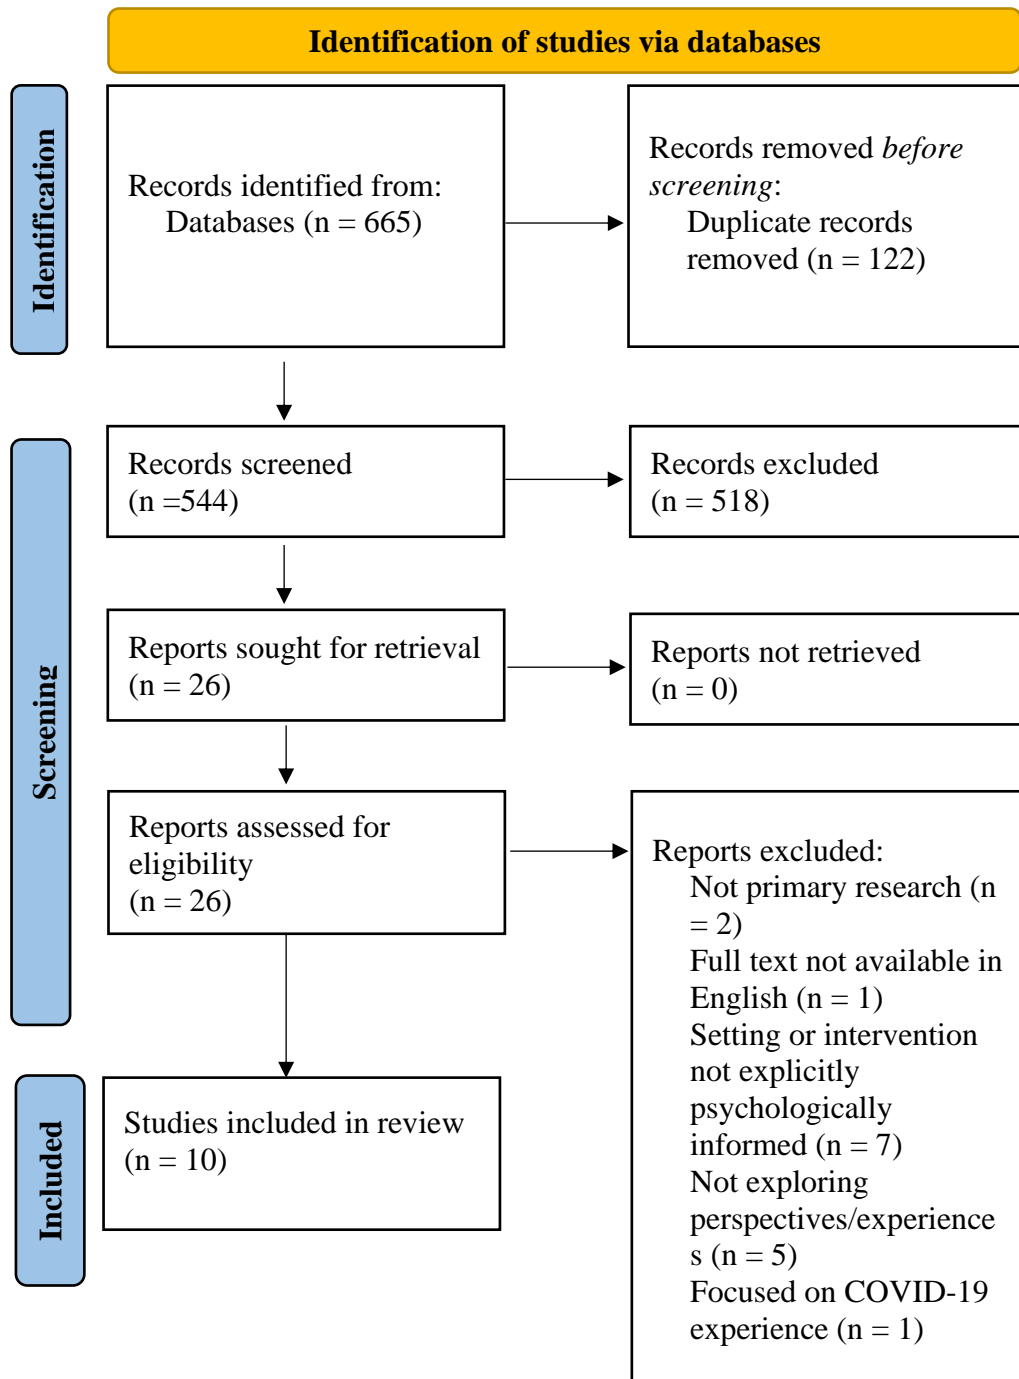 Identification of studies via databases
Identification
Records identified from:
Databases (n = 665)
Records removed before
screening:
Duplicate records
removed (n = 122)
Screening
Records screened
(n =544)
Records excluded
(n = 518)
Reports sought for retrieval
(n = 26)
Reports not retrieved
(n = 0)
Reports assessed for
eligibility
(n = 26)
Reports excluded:
Not primary research (n
= 2)
Full text not available in
English (n = 1)
Setting or intervention
not explicitly
psychologically
informed (n = 7)
Not exploring
perspectives/experience
s (n = 5)
Focused on COVID-19
experience (n = 1)
Included
Studies included in review
(n = 10)